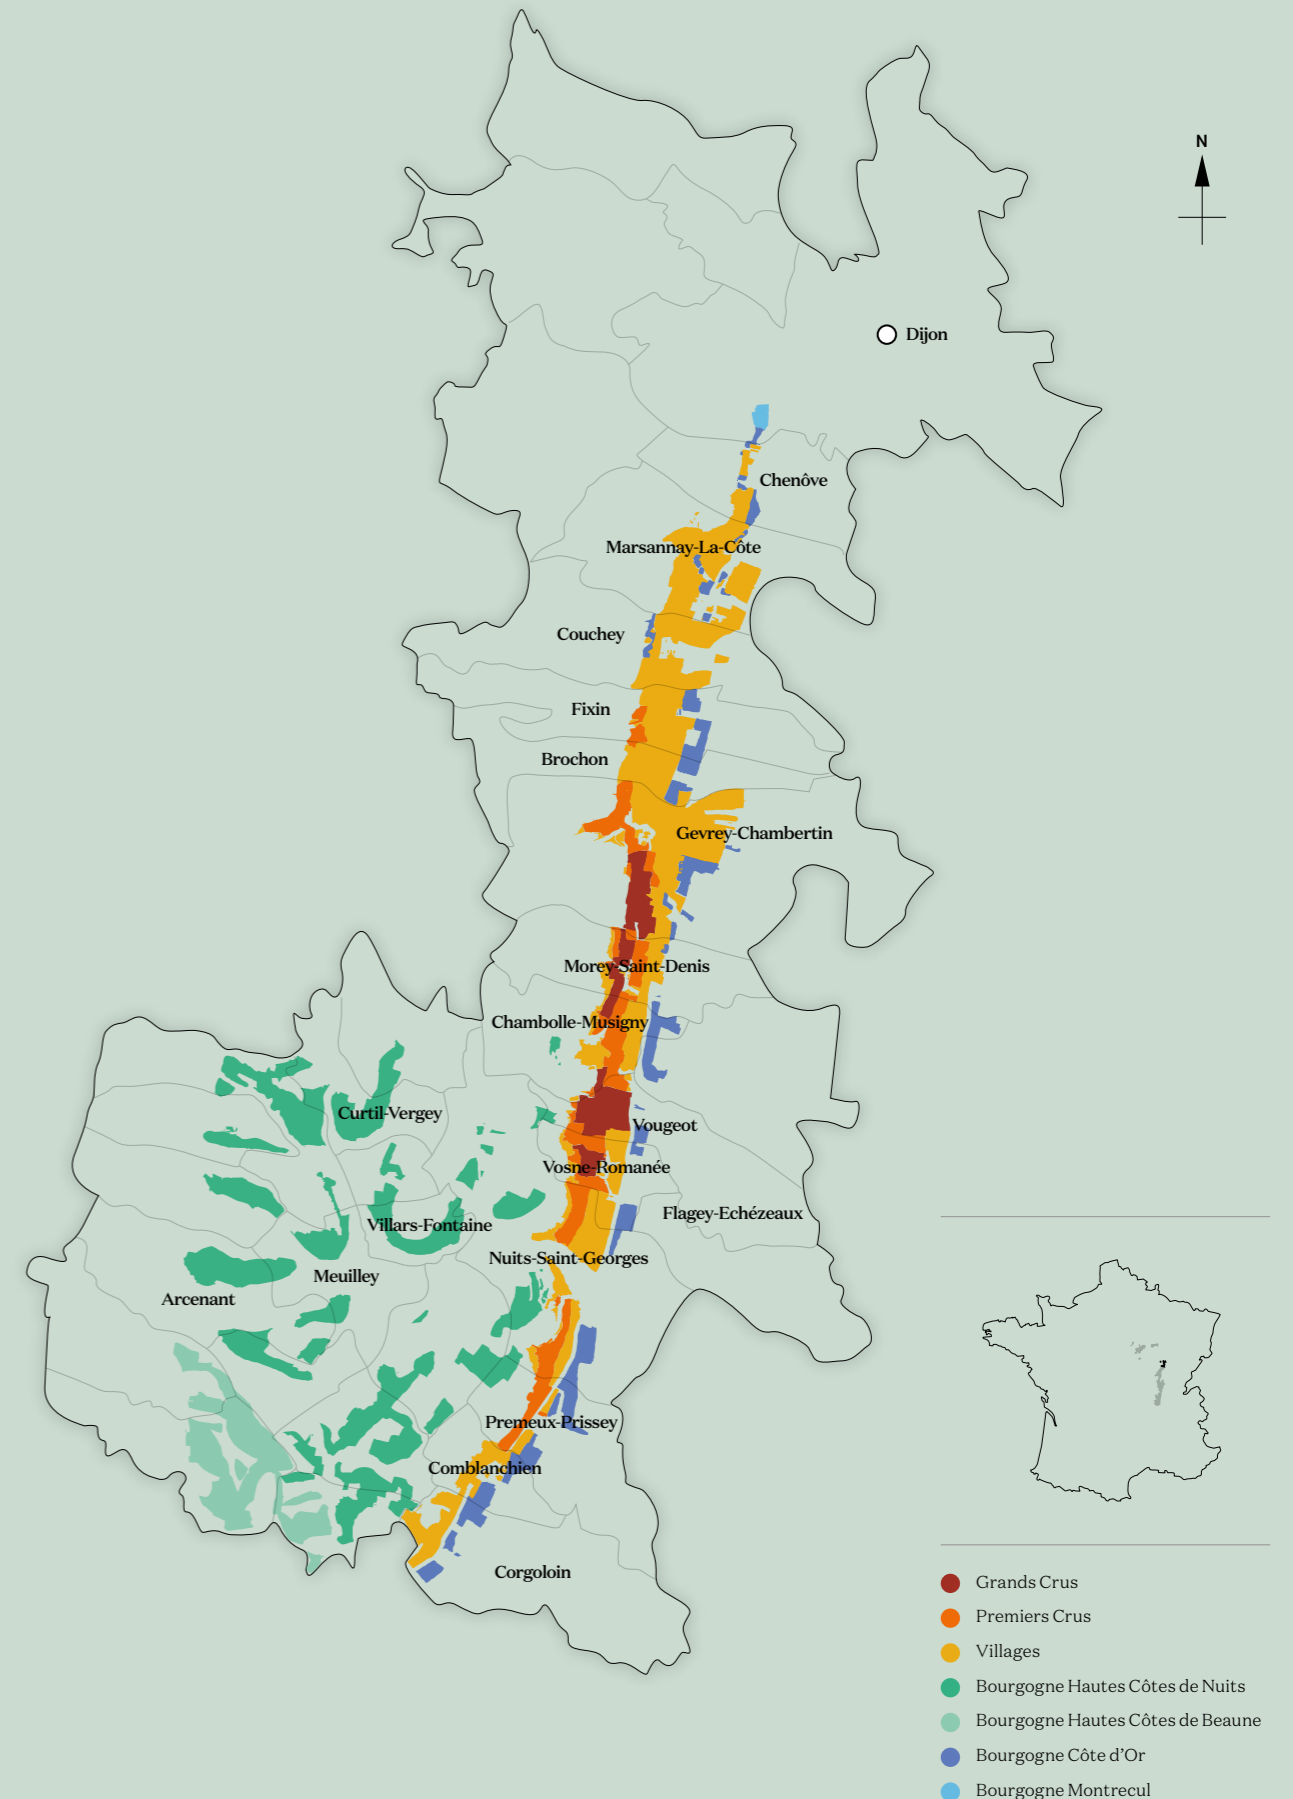 N
Dijon
Chenôve
Marsannay-La-Côte
Couchey
Fixin
Brochon
Gevrey-Chambertin
Morey-Saint-Denis
Chambolle-Musigny
Curtil-Vergey
Vougeot
Vosne-Romanée
Flagey-Echézeaux
Villars-Fontaine
Nuits-Saint-Georges
Meuilley
Arcenant
Premeux-Prissey
Comblanchien
Corgoloin
Grands Crus
Premiers Crus
Villages
Bourgogne Hautes Côtes de Nuits
Bourgogne Hautes Côtes de Beaune
Bourgogne Côte d'Or
Bourgogne Montrecul